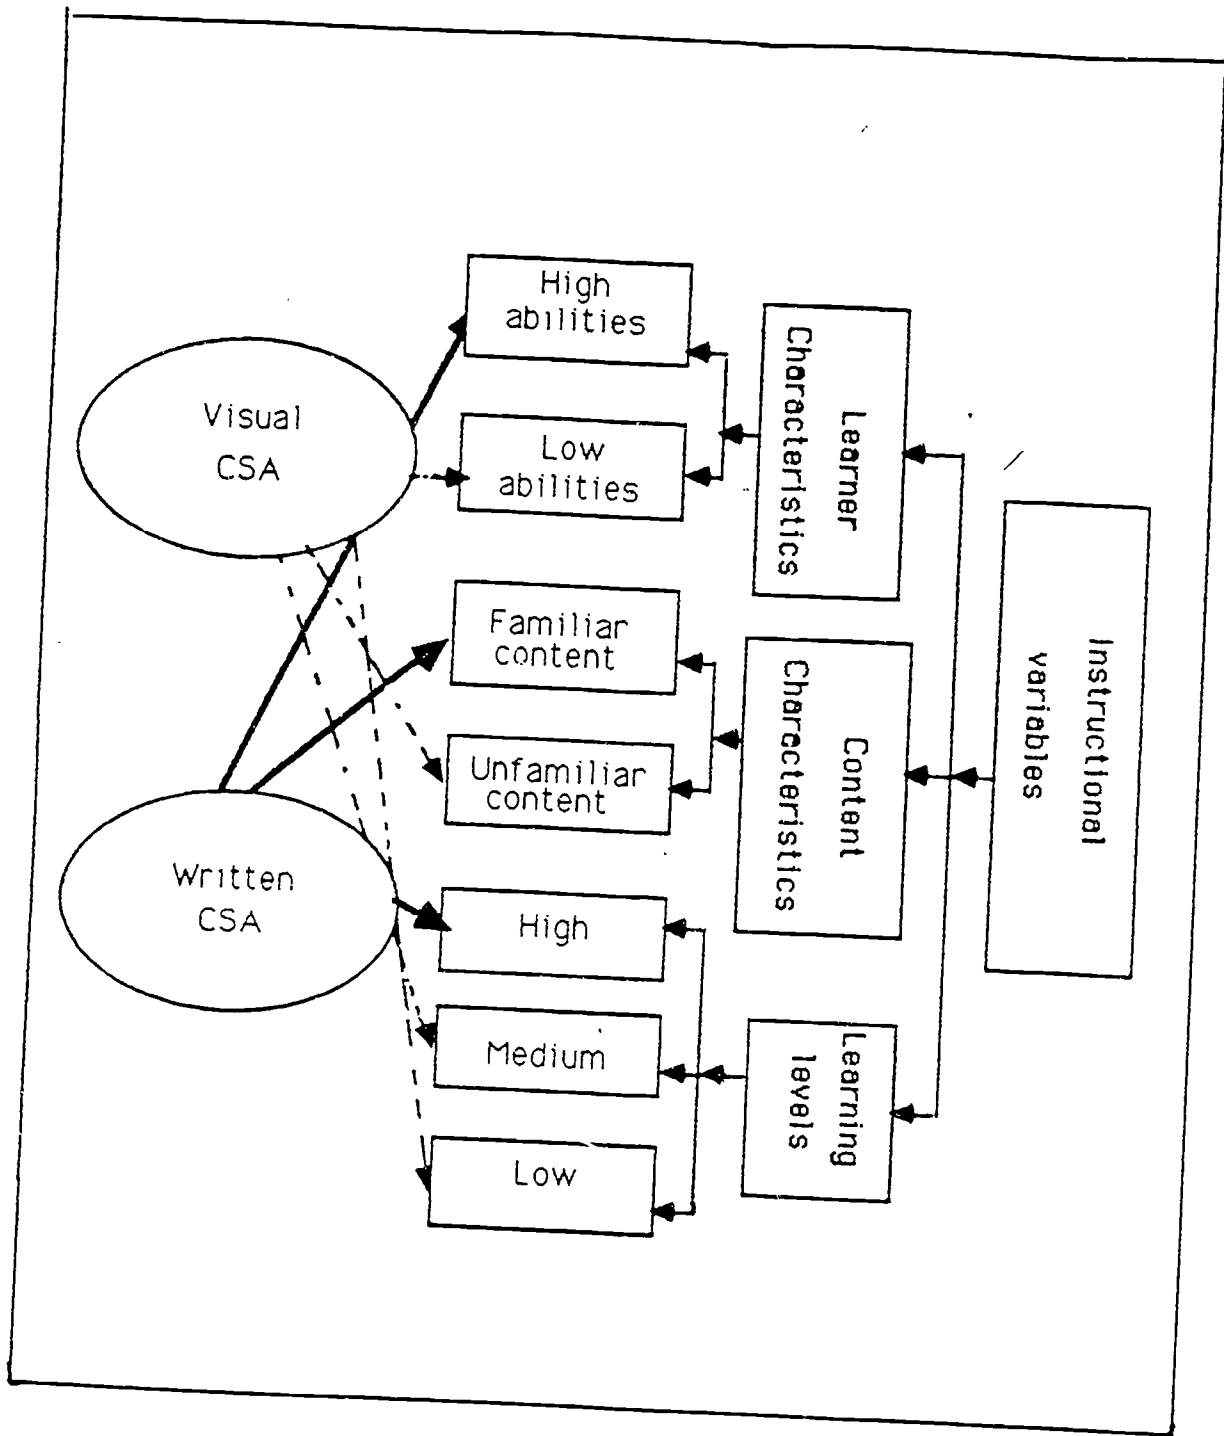 Instructional
variables
Learner
Characteristics
Content
Characteristics
Learning
levels
High
abilities
Low
abilities
Familiar
content
Unfamiliar
content
High
Medium
Low
Visual
CSA
Written
CSA